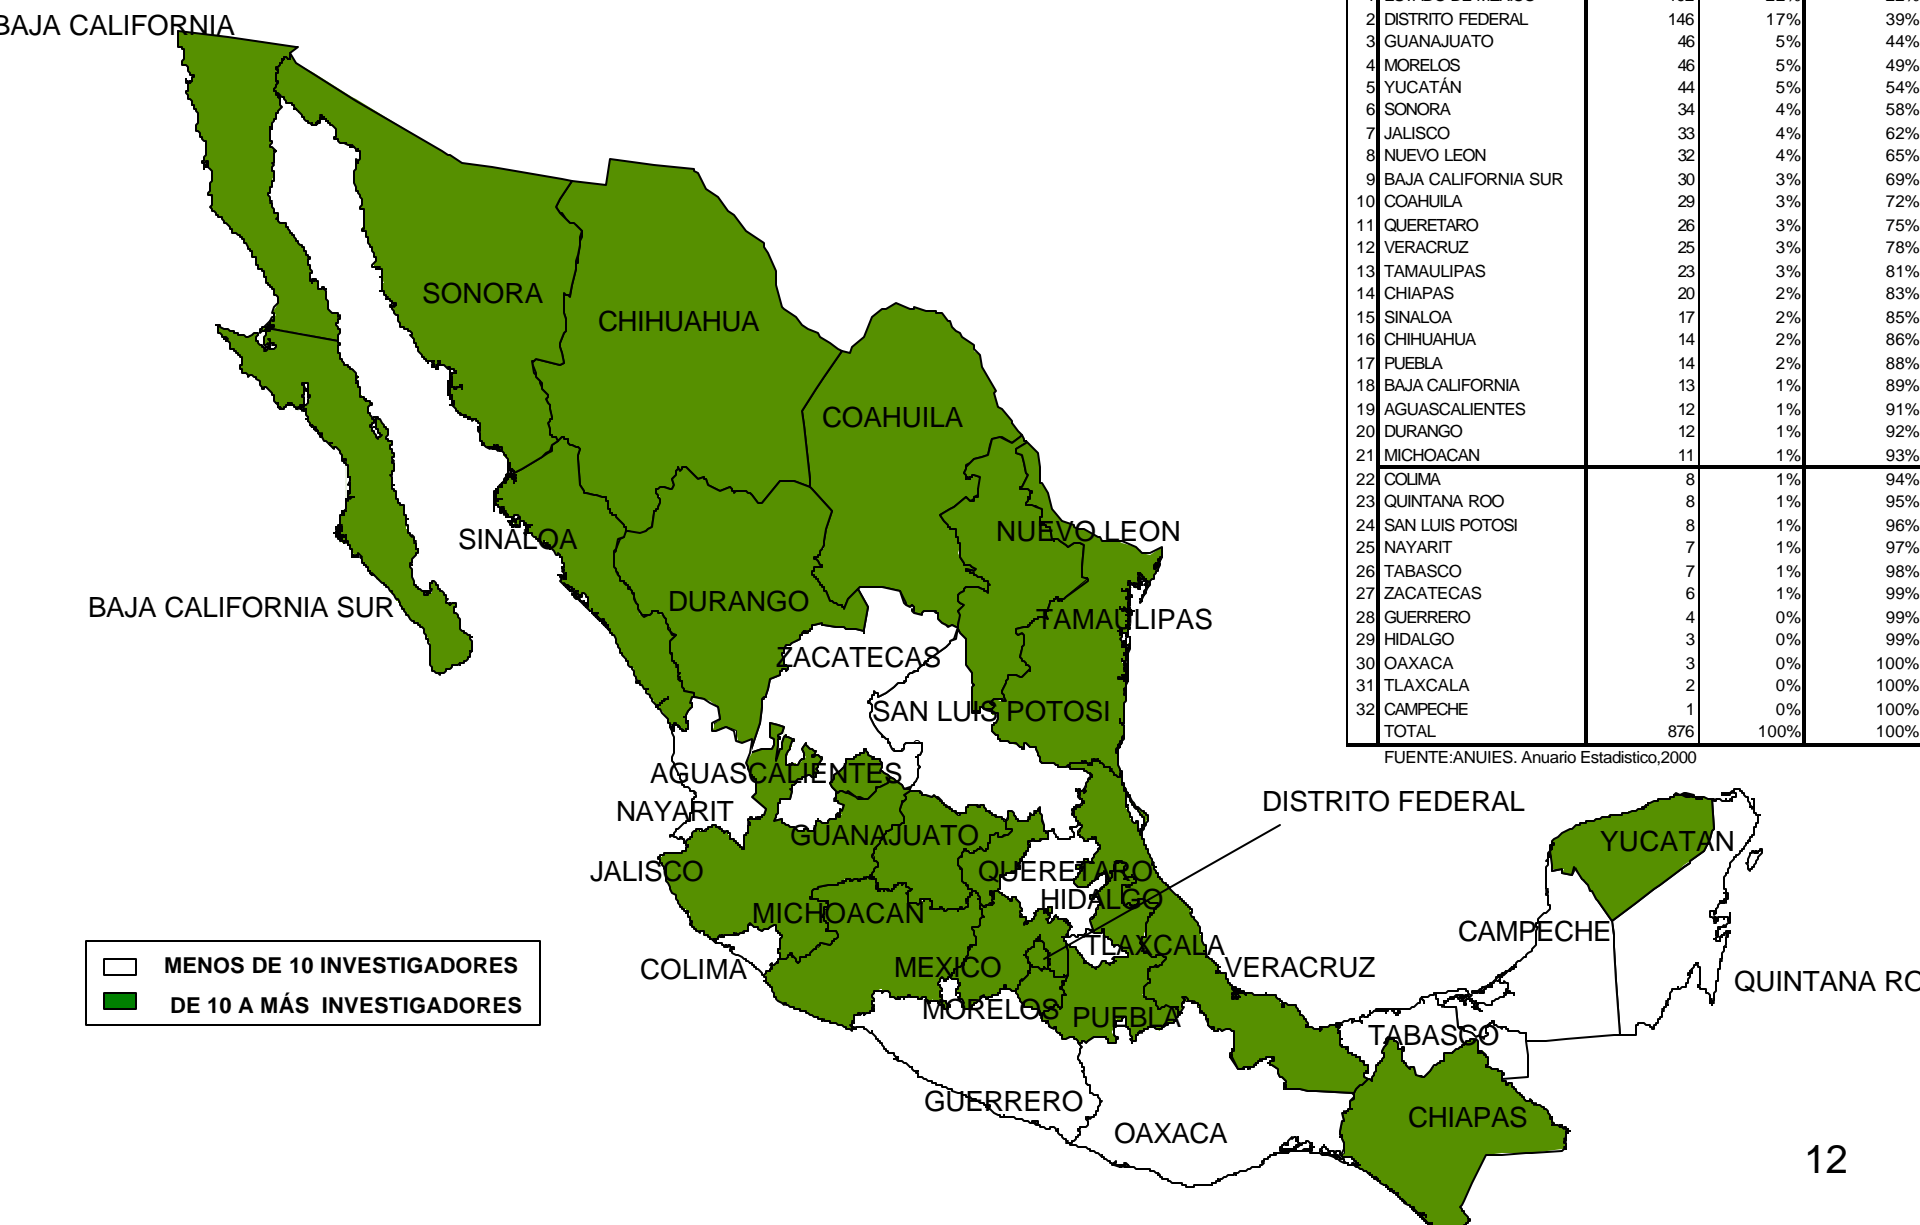 BAJA CALIFORNIA
2 DISTRITO FEDERAL 146 17% 39%
3 GUANAJUATO 46 5% 44%
4 MORELOS 46 5% 49%
5 YUCATÁN 44 5% 54%
6 SONORA 34 4% 58%
7 JALISCO 33 4% 62%
8 NUEVO LEON 32 4% 65%
9 BAJA CALIFORNIA SUR 30 3% 69%
10 COAHUILA 29 3% 72%
11 QUERETARO 26 3% 75%
12 VERACRUZ 25 3% 78%
13 TAMAULIPAS 23 3% 81%
14 CHIAPAS 20 2% 83%
15 SINALOA 17 2% 85%
16 CHIHUAHUA 14 2% 86%
17 PUEBLA 14 2% 88%
18 BAJA CALIFORNIA 13 1% 89%
19 AGUASCALIENTES 12 1% 91%
20 DURANGO 12 1% 92%
21 MICHOACAN 11 1% 93%
22 COLIMA 8 1% 94%
23 QUINTANA ROO 8 1% 95%
24 SAN LUIS POTOSI 8 1% 96%
25 NAYARIT 7 1% 97%
26 TABASCO 7 1% 98%
27 ZACATECAS 6 1% 99%
28 GUERRERO 4 0% 99%
29 HIDALGO 3 0% 99%
30 OAXACA 3 0% 100%
31 TLAXCALA 2 0% 100%
32 CAMPECHE 1 0% 100%
TOTAL 876 100% 100%
FUENTE:ANUIES. Anuario Estadistico,2000
SONORA
CHIHUAHUA
COAHUILA
NUEVO LEON
SINALOA
DURANGO
BAJA CALIFORNIA SUR
TAMAULIPAS
ZACATECAS
SAN LUIS POTOSI
AGUASCALIENTES
NAYARIT
DISTRITO FEDERAL
GUANAJUATO
YUCATAN
JALISCO
QUERETARO
HIDALGO
MICHOACAN
CAMPECHE
TLAXCALA
COLIMA
MEXICO
VERACRUZ
QUINTANA RO
MORELOS
PUEBLA
TABASCO
GUERRERO
OAXACA
CHIAPAS
MENOS DE 10 INVESTIGADORES
DE 10 A MÁS INVESTIGADORES
12